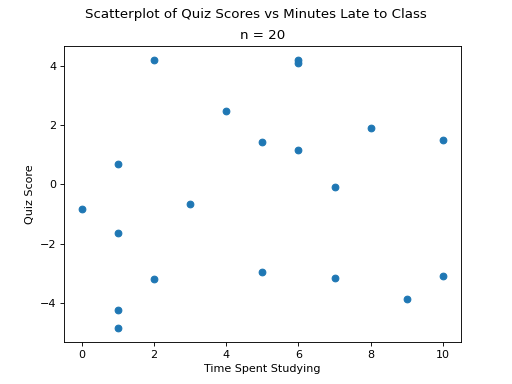 Scatterplot of Quiz Scores vs Minutes Late to Class
n = 20
4
2
0
−2
−4
Quiz Score
0 2 4 6 8 10
Time Spent Studying